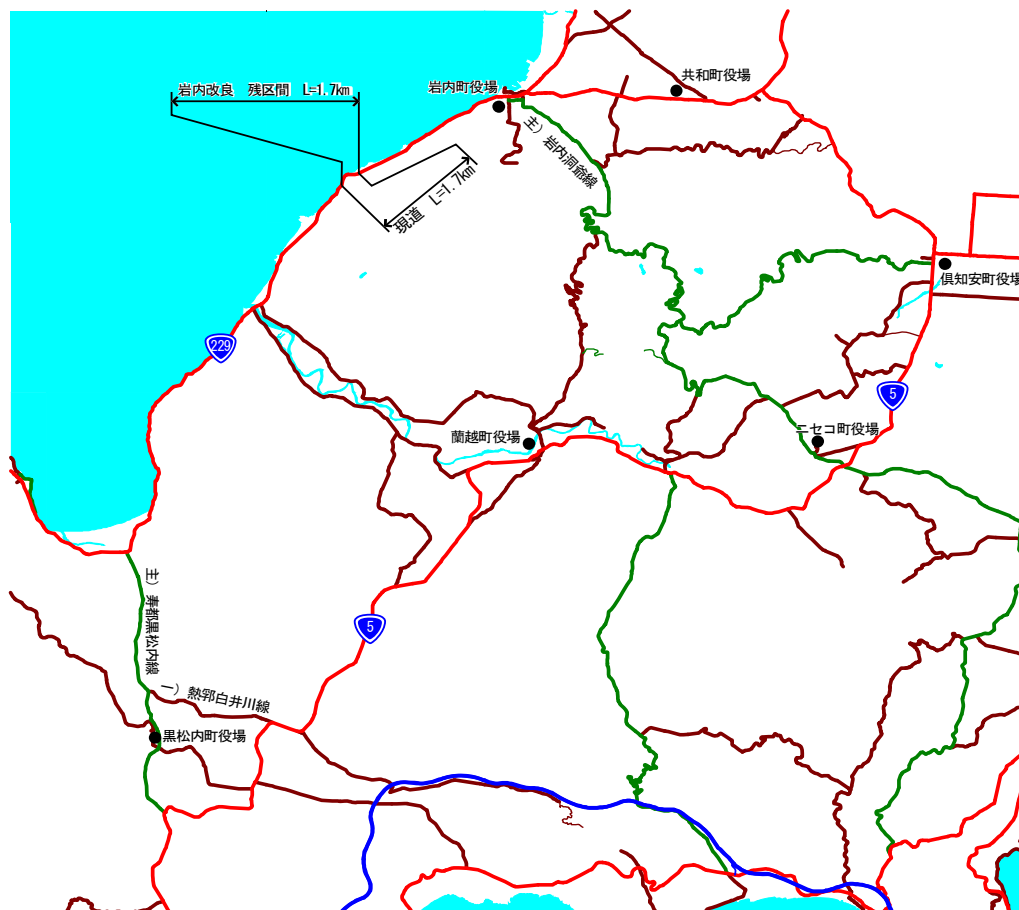 共和町役場
岩内改良 残区間 L=1.7km
岩内町役場
主）岩内洞爺線
現道 L=1.7km
倶知安町役場
229
5
蘭越町役場
ニセコ町役場
主）寿都黒松内線
5
一）熱郛白井川線
黒松内町役場